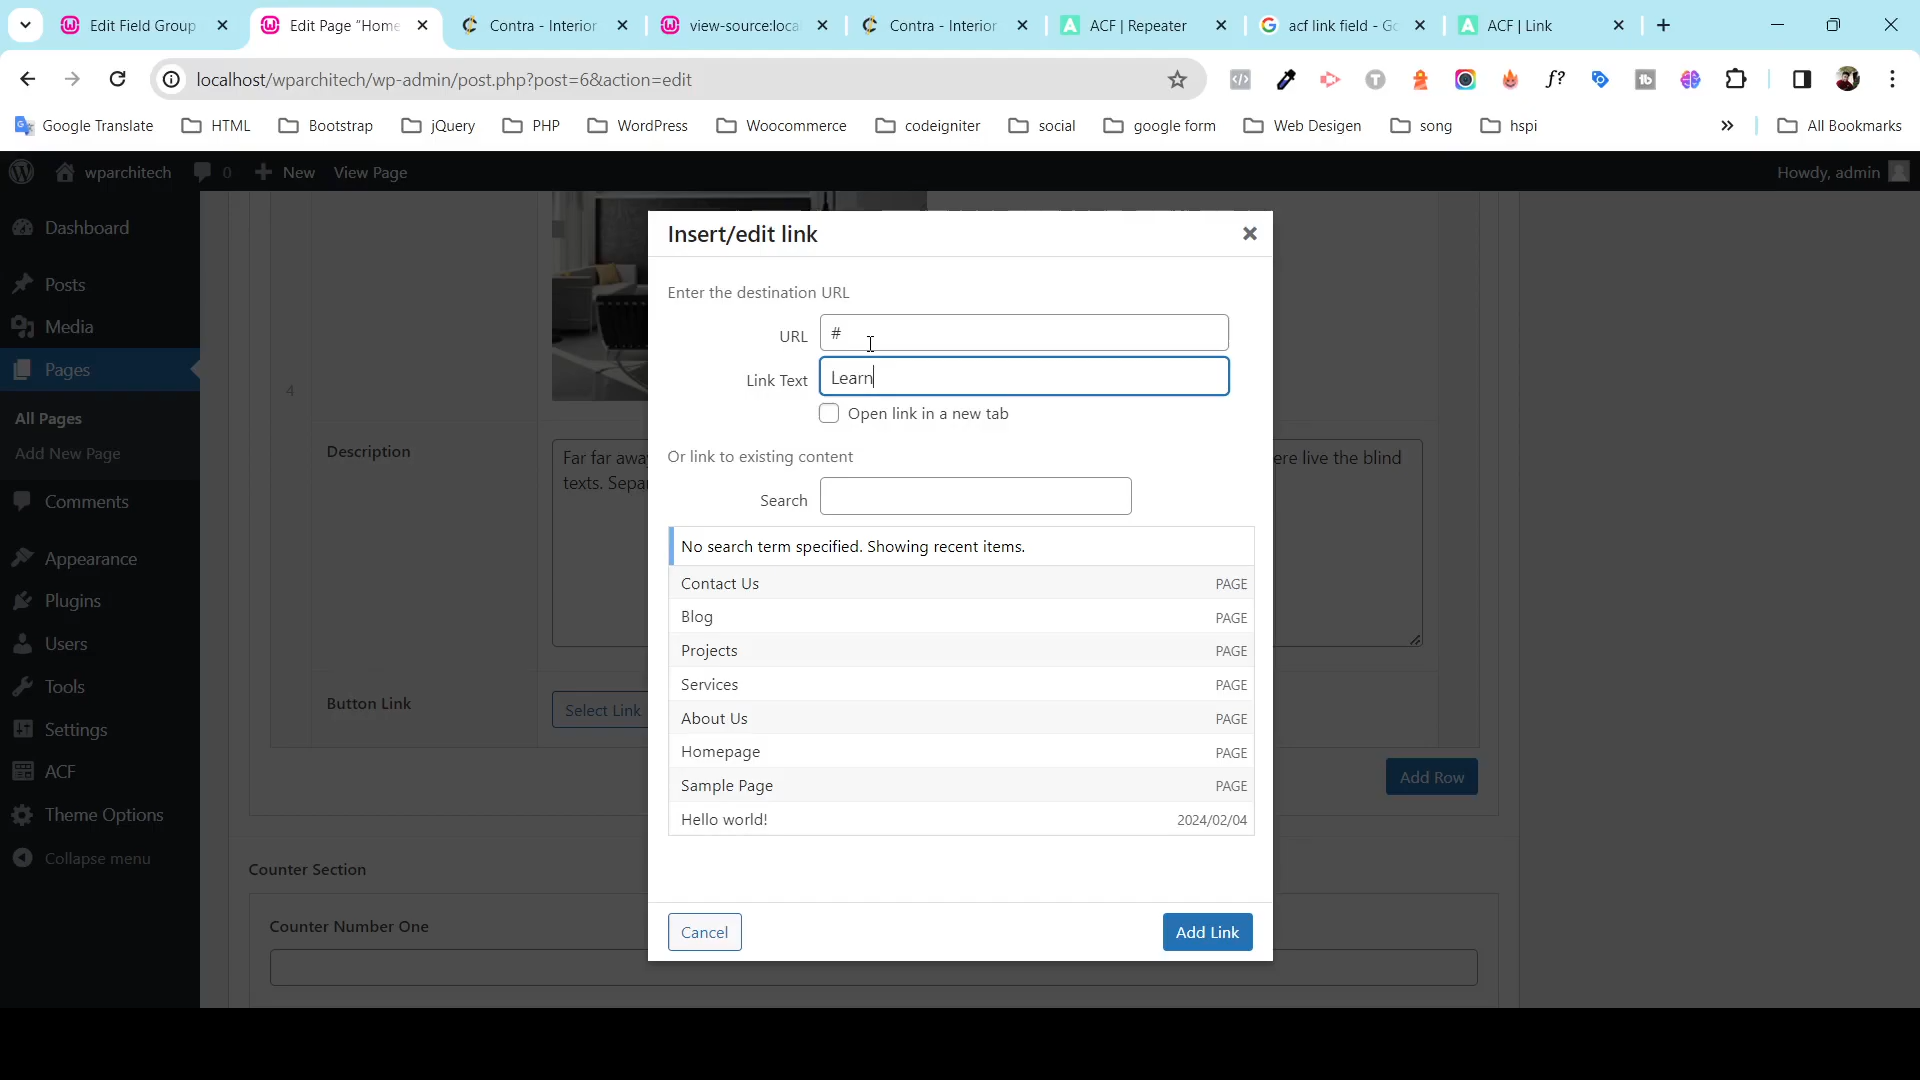 Edit Field Group
Edit Page "Home
Contra - Interior
view-source:loca
Contra - Interior
ACF | Repeater
acf link field - Go
ACF | Link
localhost/wparchitech/wp-admin/post.php?post=6&action=edit
Google Translate
HTML
Bootstrap
jQuery
PHP
WordPress
Woocommerce
codeigniter
social
google form
Web Desigen
song
hspi
All Bookmarks
wparchitech
0
New
View Page
Howdy, admin
Dashboard
Posts
Media
Pages
All Pages
Add New Page
Comments
Appearance
Plugins
Users
Tools
Settings
ACF
Theme Options
Collapse menu
4
Description
Far far away
ere live the blind
texts. Separ
Button Link
Select Link
Add Row
Counter Section
Counter Number One
Insert/edit link
Enter the destination URL
URL
#
Link Text
Learn
Open link in a new tab
Or link to existing content
Search
No search term specified. Showing recent items.
Contact Us PAGE
Blog PAGE
Projects PAGE
Services PAGE
About Us PAGE
Homepage PAGE
Sample Page PAGE
Hello world! 2024/02/04
Cancel
Add Link